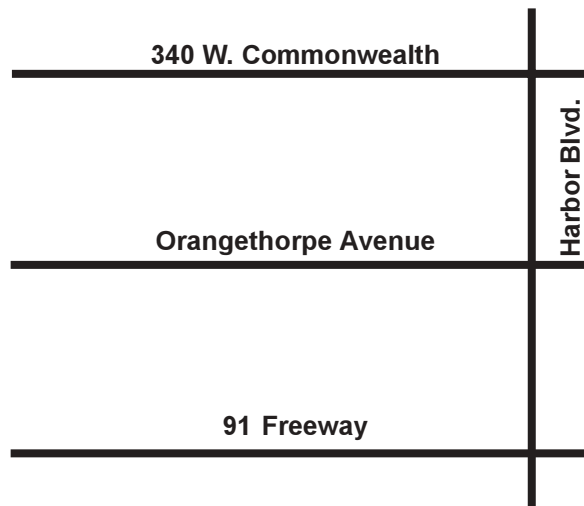 340 W. Commonwealth
Harbor Blvd.
Orangethorpe Avenue
91 Freeway